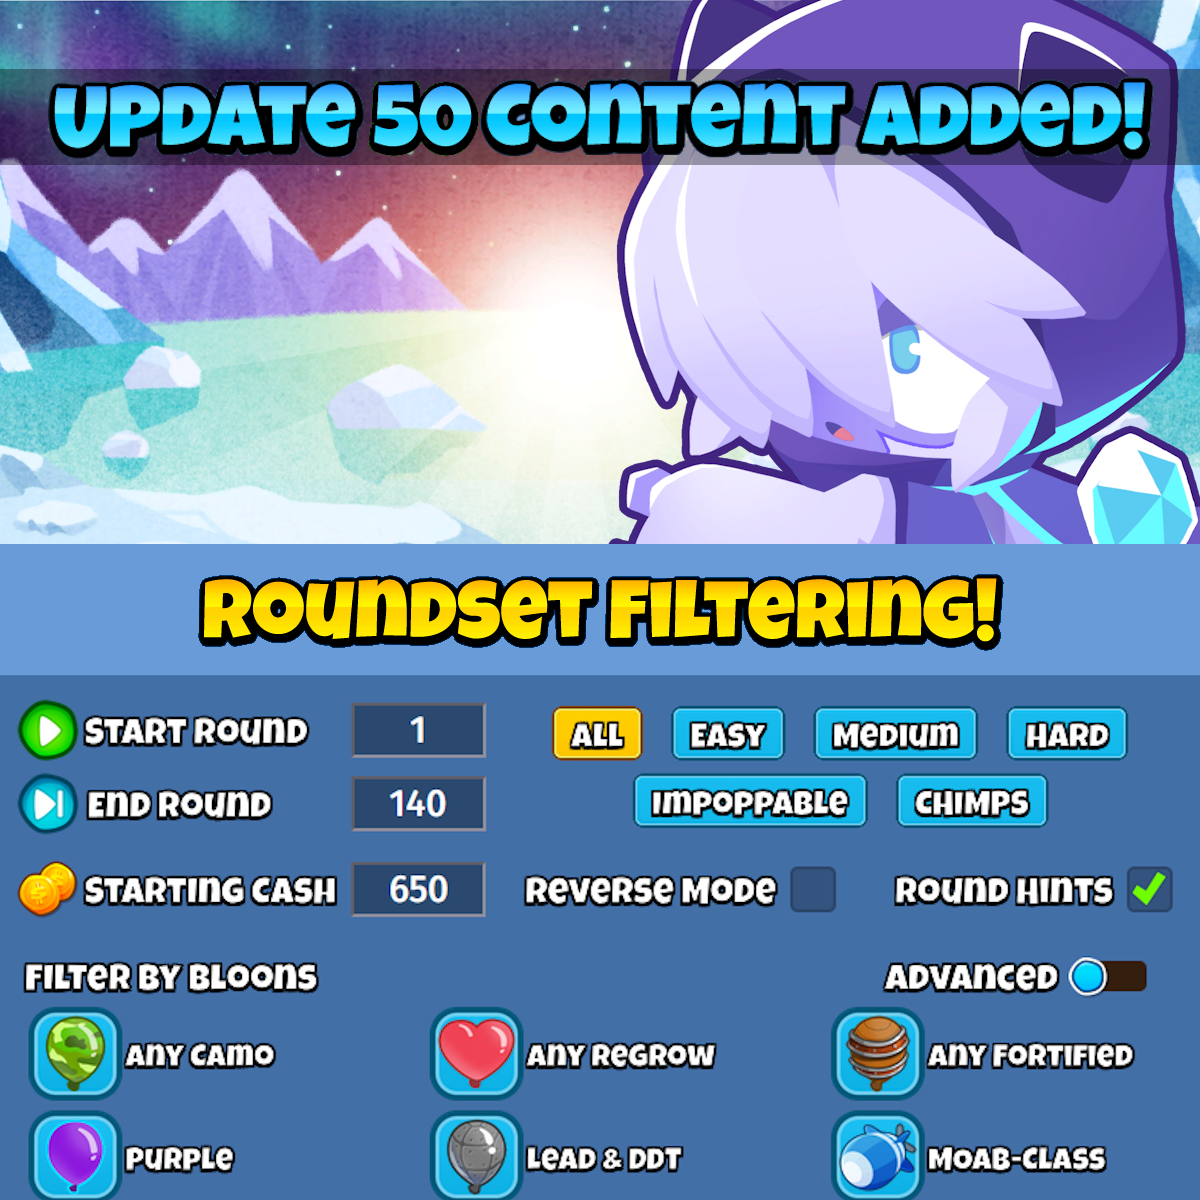 UPDATE 50 CONTENT ADDED!
ROUNDSET FILTERING!
START ROUND 1
ALL EASY MEDIUM HARD
END ROUND 140
IMPOPPABLE CHIMPS
STARTING CASH 650 REVERSE MODE ROUND HINTS
FILTER BY BLOONS ADVANCED
ANY CAMO ANY REGROW ANY FORTIFIED
PURPLE LEAD & DDT MOAB-CLASS